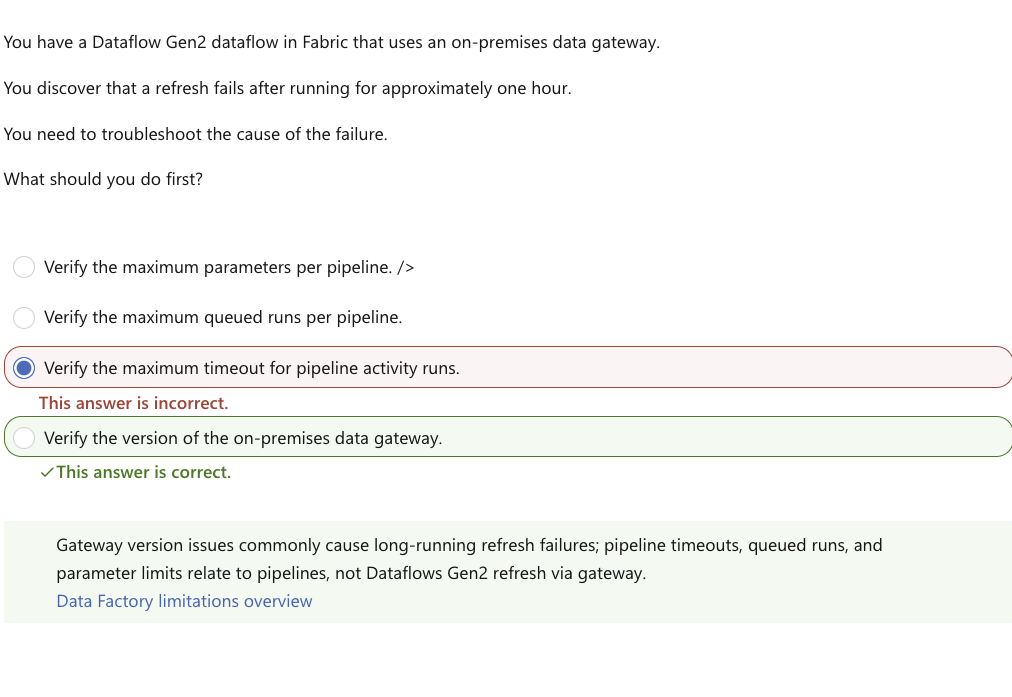 You have a Dataflow Gen2 dataflow in Fabric that uses an on-premises data gateway.
You discover that a refresh fails after running for approximately one hour.
You need to troubleshoot the cause of the failure.
What should you do first?
Verify the maximum parameters per pipeline. />
Verify the maximum queued runs per pipeline.
Verify the maximum timeout for pipeline activity runs.
This answer is incorrect.
Verify the version of the on-premises data gateway.
✓This answer is correct.
Gateway version issues commonly cause long-running refresh failures; pipeline timeouts, queued runs, and
parameter limits relate to pipelines, not Dataflows Gen2 refresh via gateway.
Data Factory limitations overview